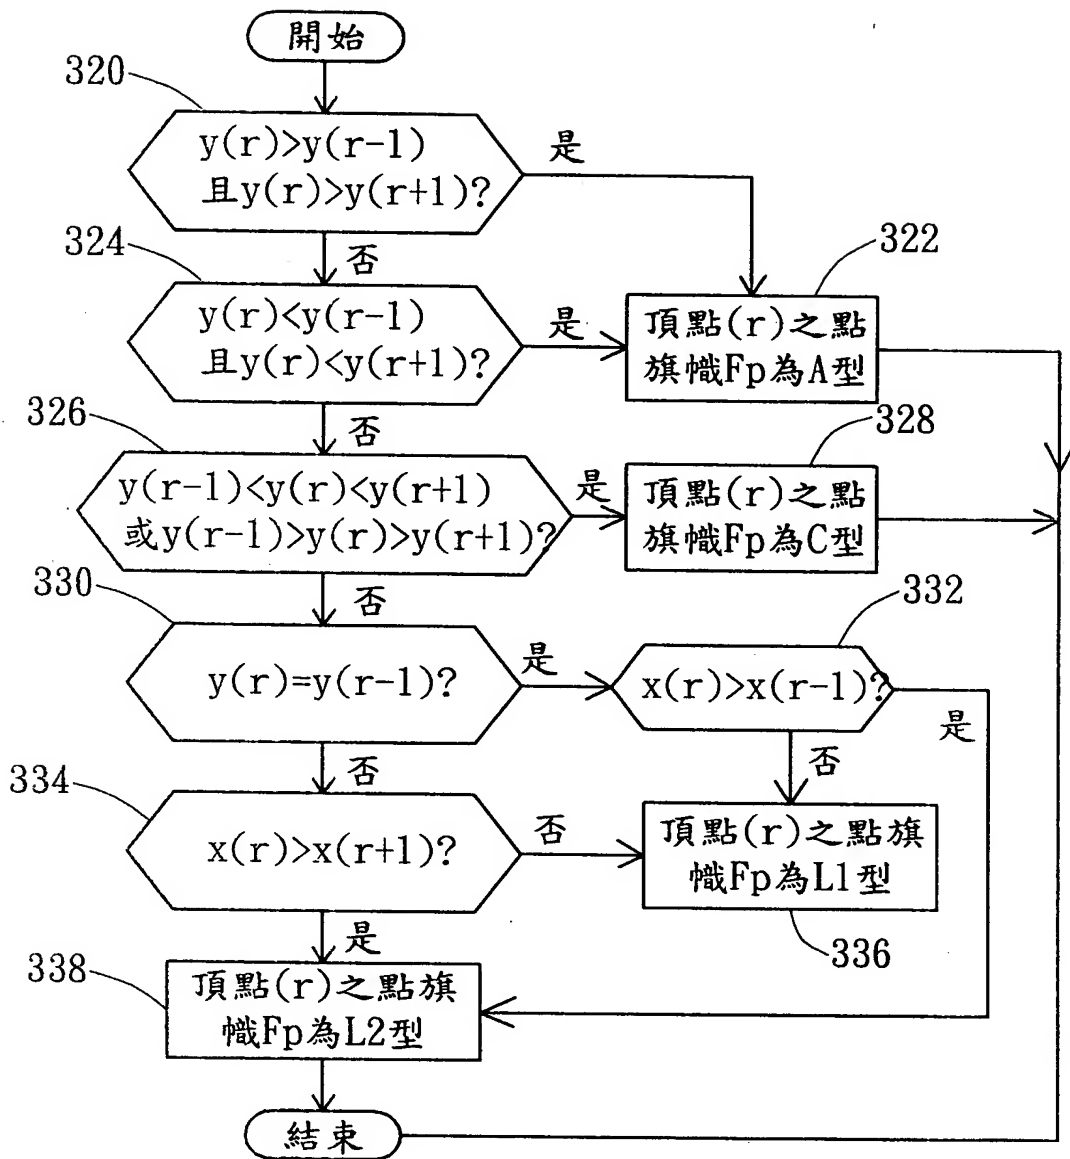 開始
320
y(r)>y(r-1)
且y(r)>y(r+1)?
是
324
否
322
y(r)<y(r-1)
且y(r)<y(r+1)?
是
頂點(r)之點
旗幟Fp為A型
326
否
328
y(r-1)<y(r)<y(r+1)
或y(r-1)>y(r)>y(r+1)?
是
頂點(r)之點
旗幟Fp為C型
330
否
332
y(r)=y(r-1)?
是
x(r)>x(r-1)?
是
334
否
否
x(r)>x(r+1)?
否
頂點(r)之點旗
幟Fp為L1型
336
是
338
頂點(r)之點旗
幟Fp為L2型
結束